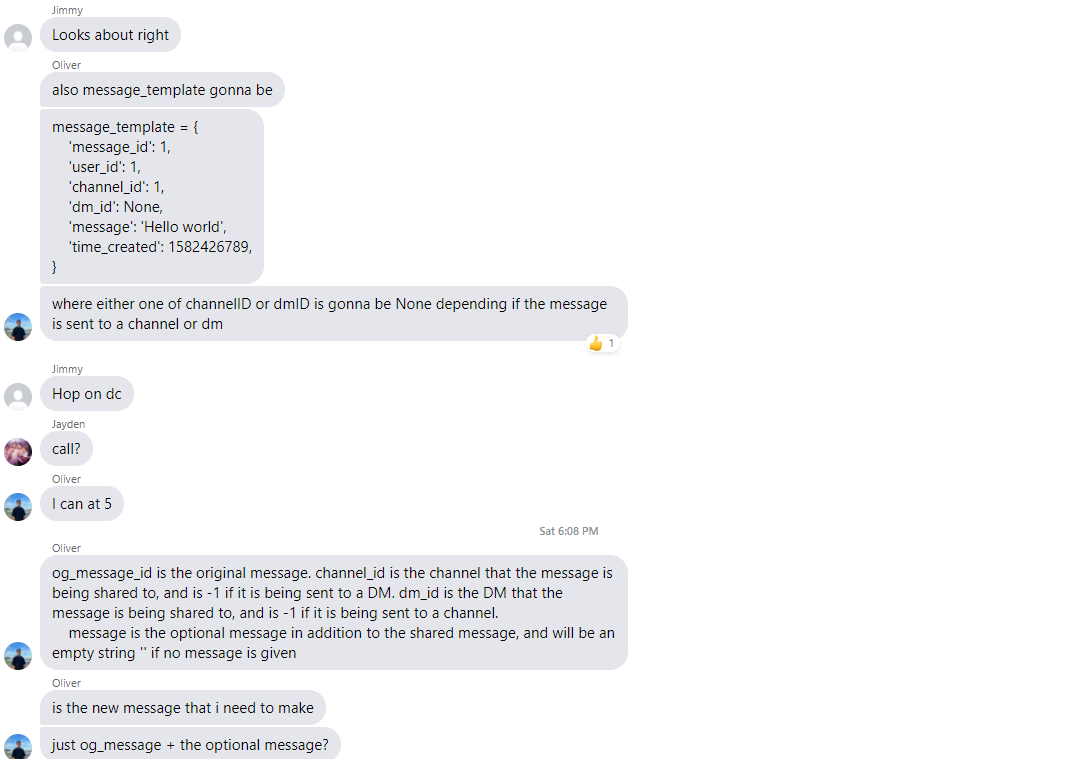 Jimmy
Looks about right
Oliver
also message_template gonna be
message_template = {
'message_id': 1,
'user_id': 1,
'channel_id': 1,
'dm_id': None,
'message': 'Hello world',
'time_created': 1582426789,
}
where either one of channelID or dmID is gonna be None depending if the message
is sent to a channel or dm
👍 1
Jimmy
Hop on dc
Jayden
call?
Oliver
I can at 5
Sat 6:08 PM
Oliver
og_message_id is the original message. channel_id is the channel that the message is
being shared to, and is -1 if it is being sent to a DM. dm_id is the DM that the
message is being shared to, and is -1 if it is being sent to a channel.
message is the optional message in addition to the shared message, and will be an
empty string '' if no message is given
Oliver
is the new message that i need to make
just og_message + the optional message?